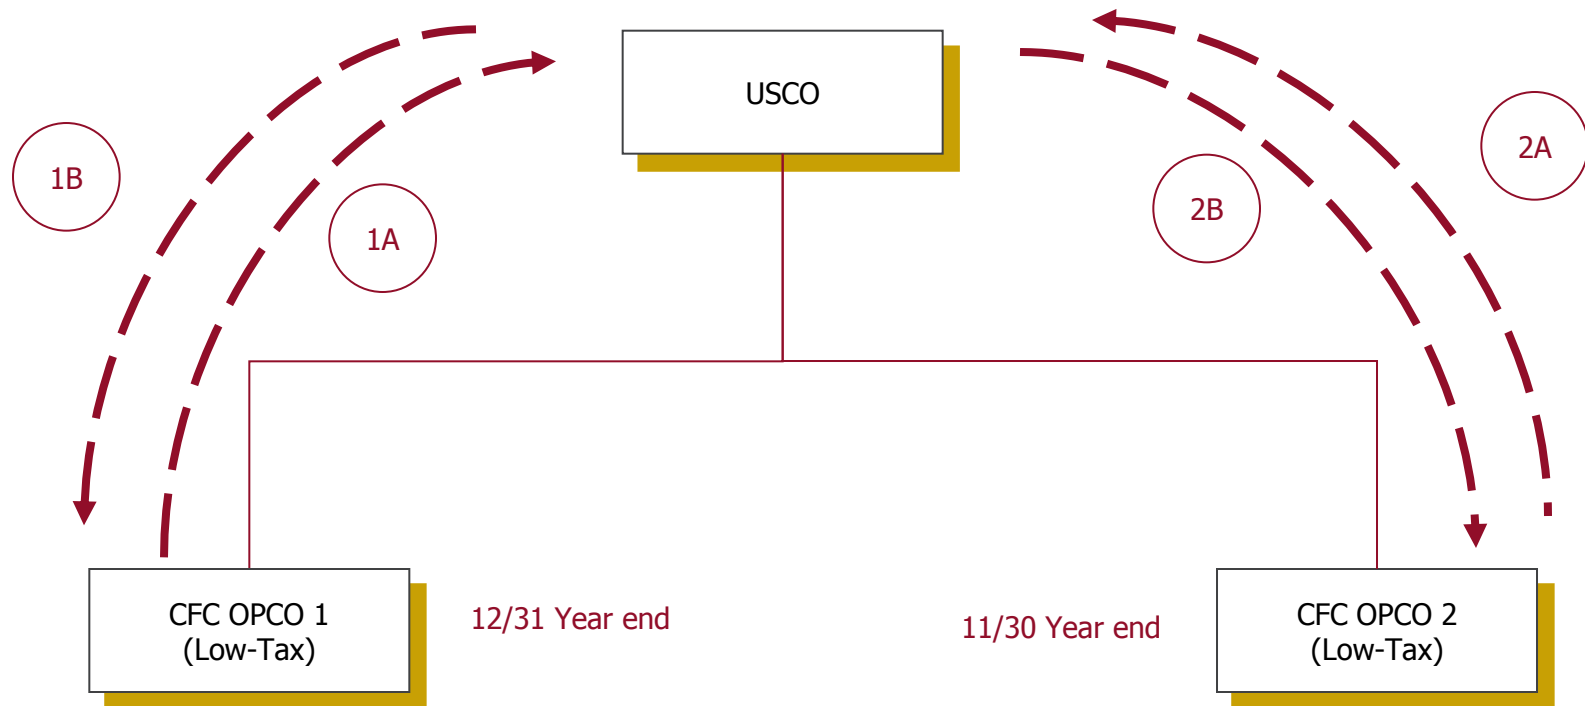 USCO
1B
1A
2B
2A
CFC OPCO 1
(Low-Tax)
12/31 Year end
11/30 Year end
CFC OPCO 2
(Low-Tax)